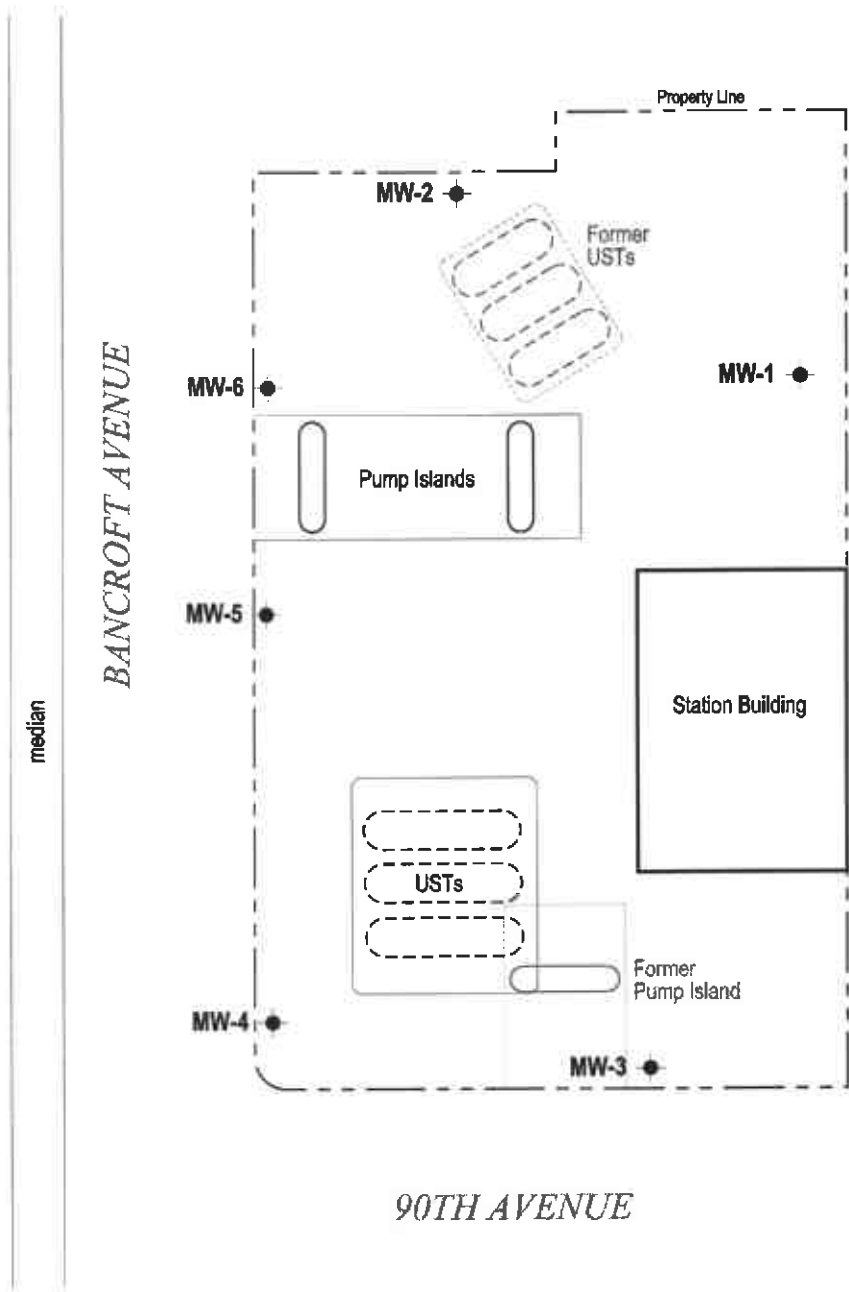 Property Line
MW-2
Former
USTs
MW-1
MW-6
BANCROFT AVENUE
Pump Islands
MW-5
median
Station Building
USTs
Former
Pump Island
MW-4
MW-3
90TH AVENUE